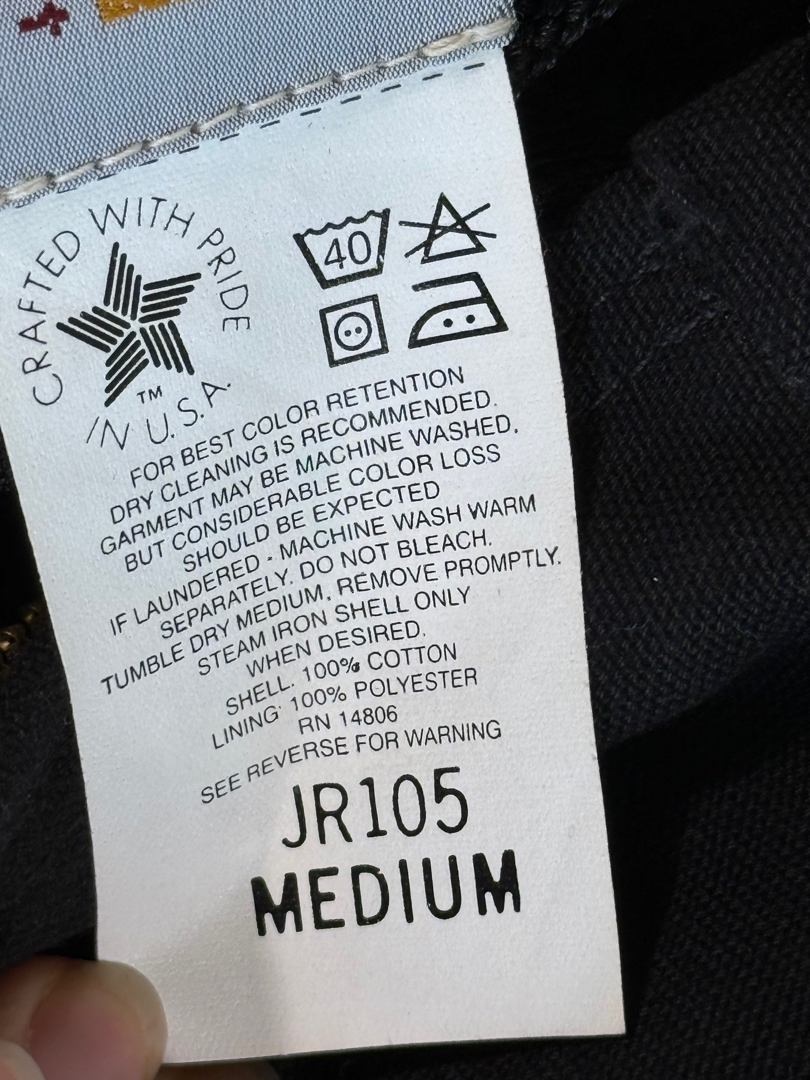 CRAFTED WITH PRIDE
TM
IN U.S.A.
40
FOR BEST COLOR RETENTION
DRY CLEANING IS RECOMMENDED.
GARMENT MAY BE MACHINE WASHED,
BUT CONSIDERABLE COLOR LOSS
SHOULD BE EXPECTED
IF LAUNDERED - MACHINE WASH WARM
SEPARATELY. DO NOT BLEACH.
TUMBLE DRY MEDIUM, REMOVE PROMPTLY.
STEAM IRON SHELL ONLY
WHEN DESIRED.
SHELL: 100% COTTON
LINING: 100% POLYESTER
RN 14806
SEE REVERSE FOR WARNING
JR105
MEDIUM